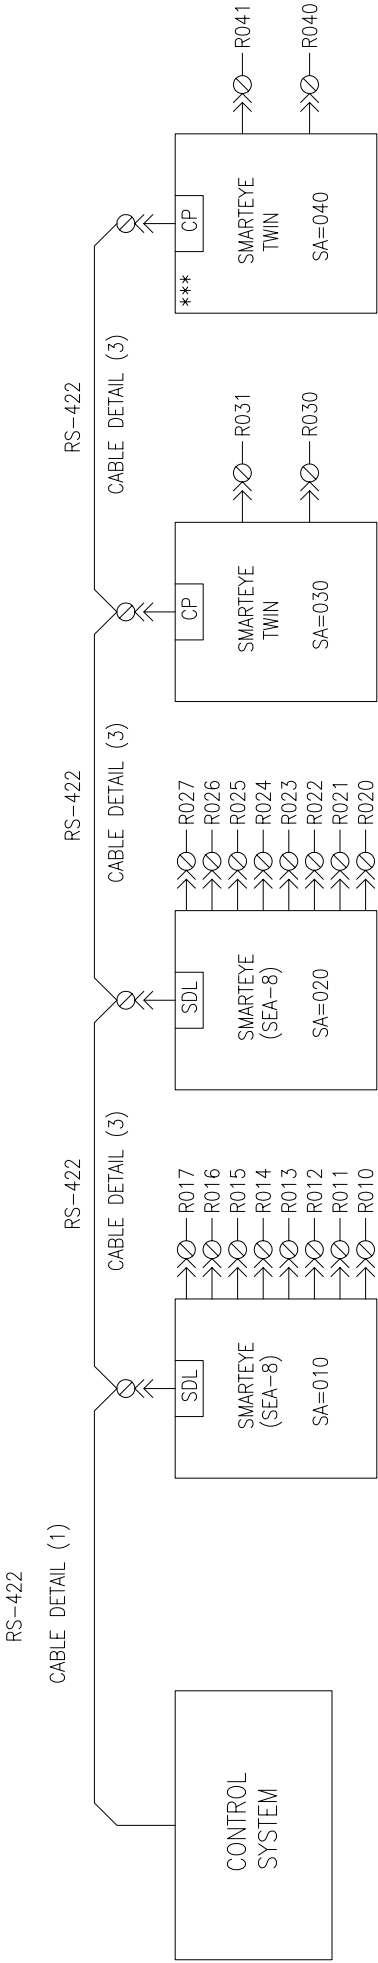 RS-422
CABLE DETAIL (1)
RS-422
CABLE DETAIL (3)
RS-422
CABLE DETAIL (3)
RS-422
CABLE DETAIL (3)
CONTROL
SYSTEM
SDL
SMARTEYE
(SEA-8)
SA=010
R017
R016
R015
R014
R013
R012
R011
R010
SDL
SMARTEYE
(SEA-8)
SA=020
R027
R026
R025
R024
R023
R022
R021
R020
CP
SMARTEYE
TWIN
SA=030
R031
R030
***
CP
SMARTEYE
TWIN
SA=040
R041
R040